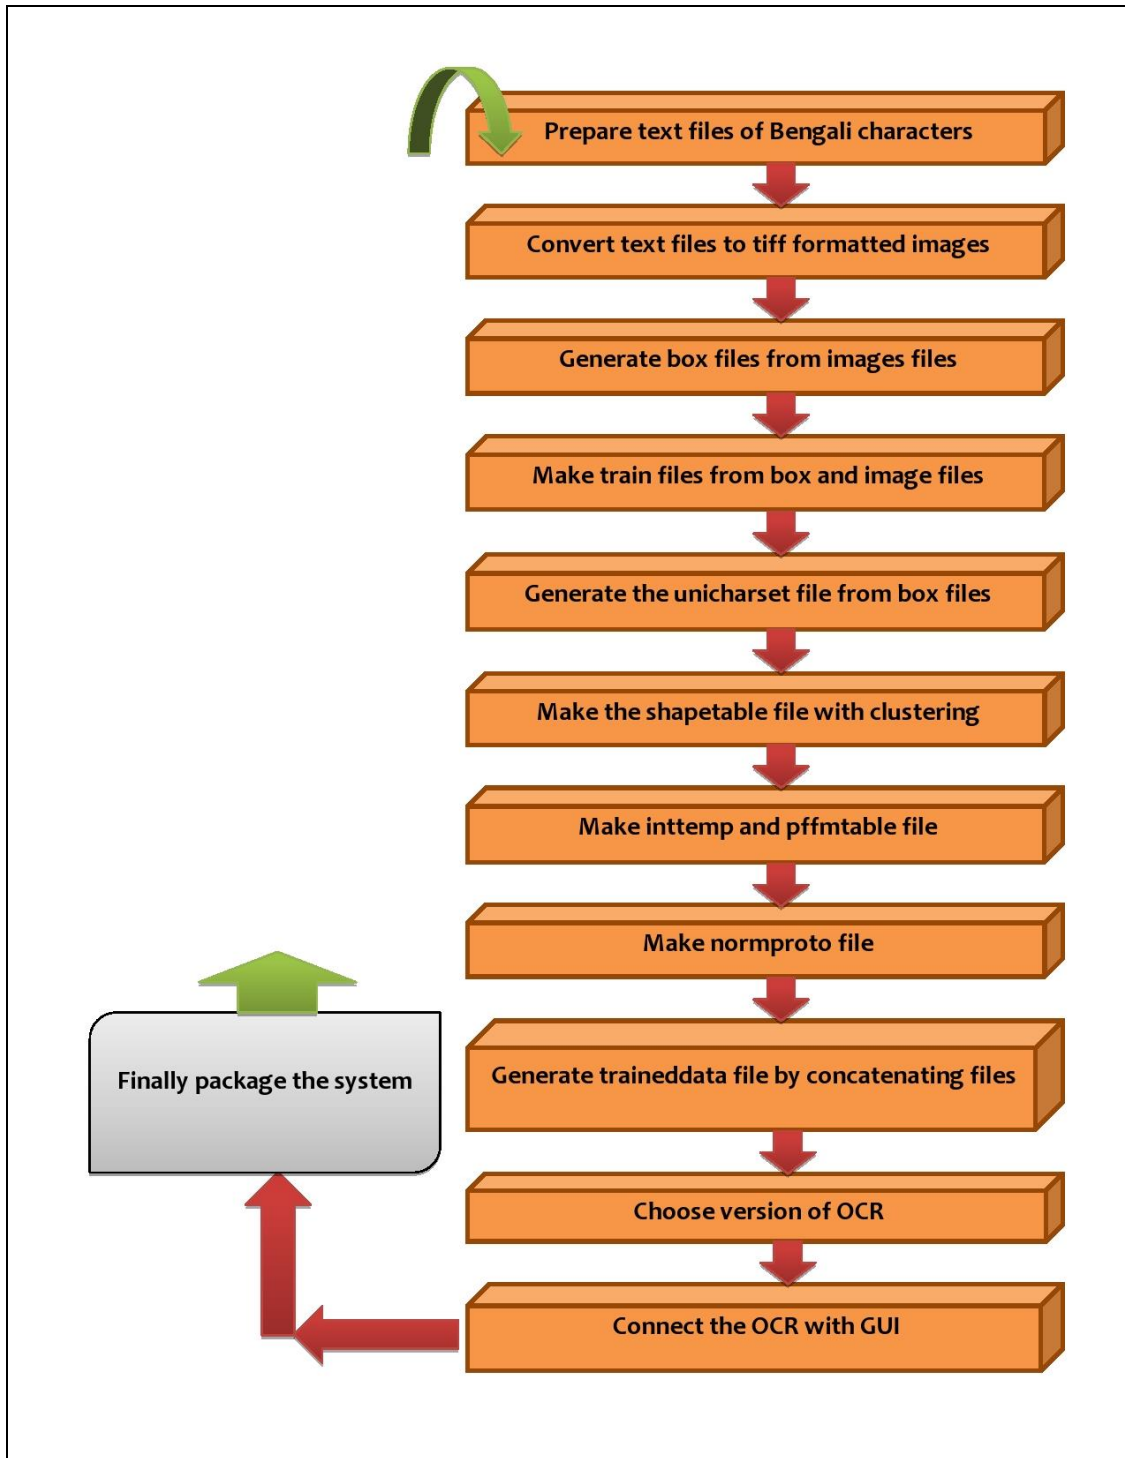 Prepare text files of Bengali characters
Convert text files to tiff formatted images
Generate box files from images files
Make train files from box and image files
Generate the unicharset file from box files
Make the shapetable file with clustering
Make inttemp and pffmtable file
Make normproto file
Generate traineddata file by concatenating files
Choose version of OCR
Connect the OCR with GUI
Finally package the system